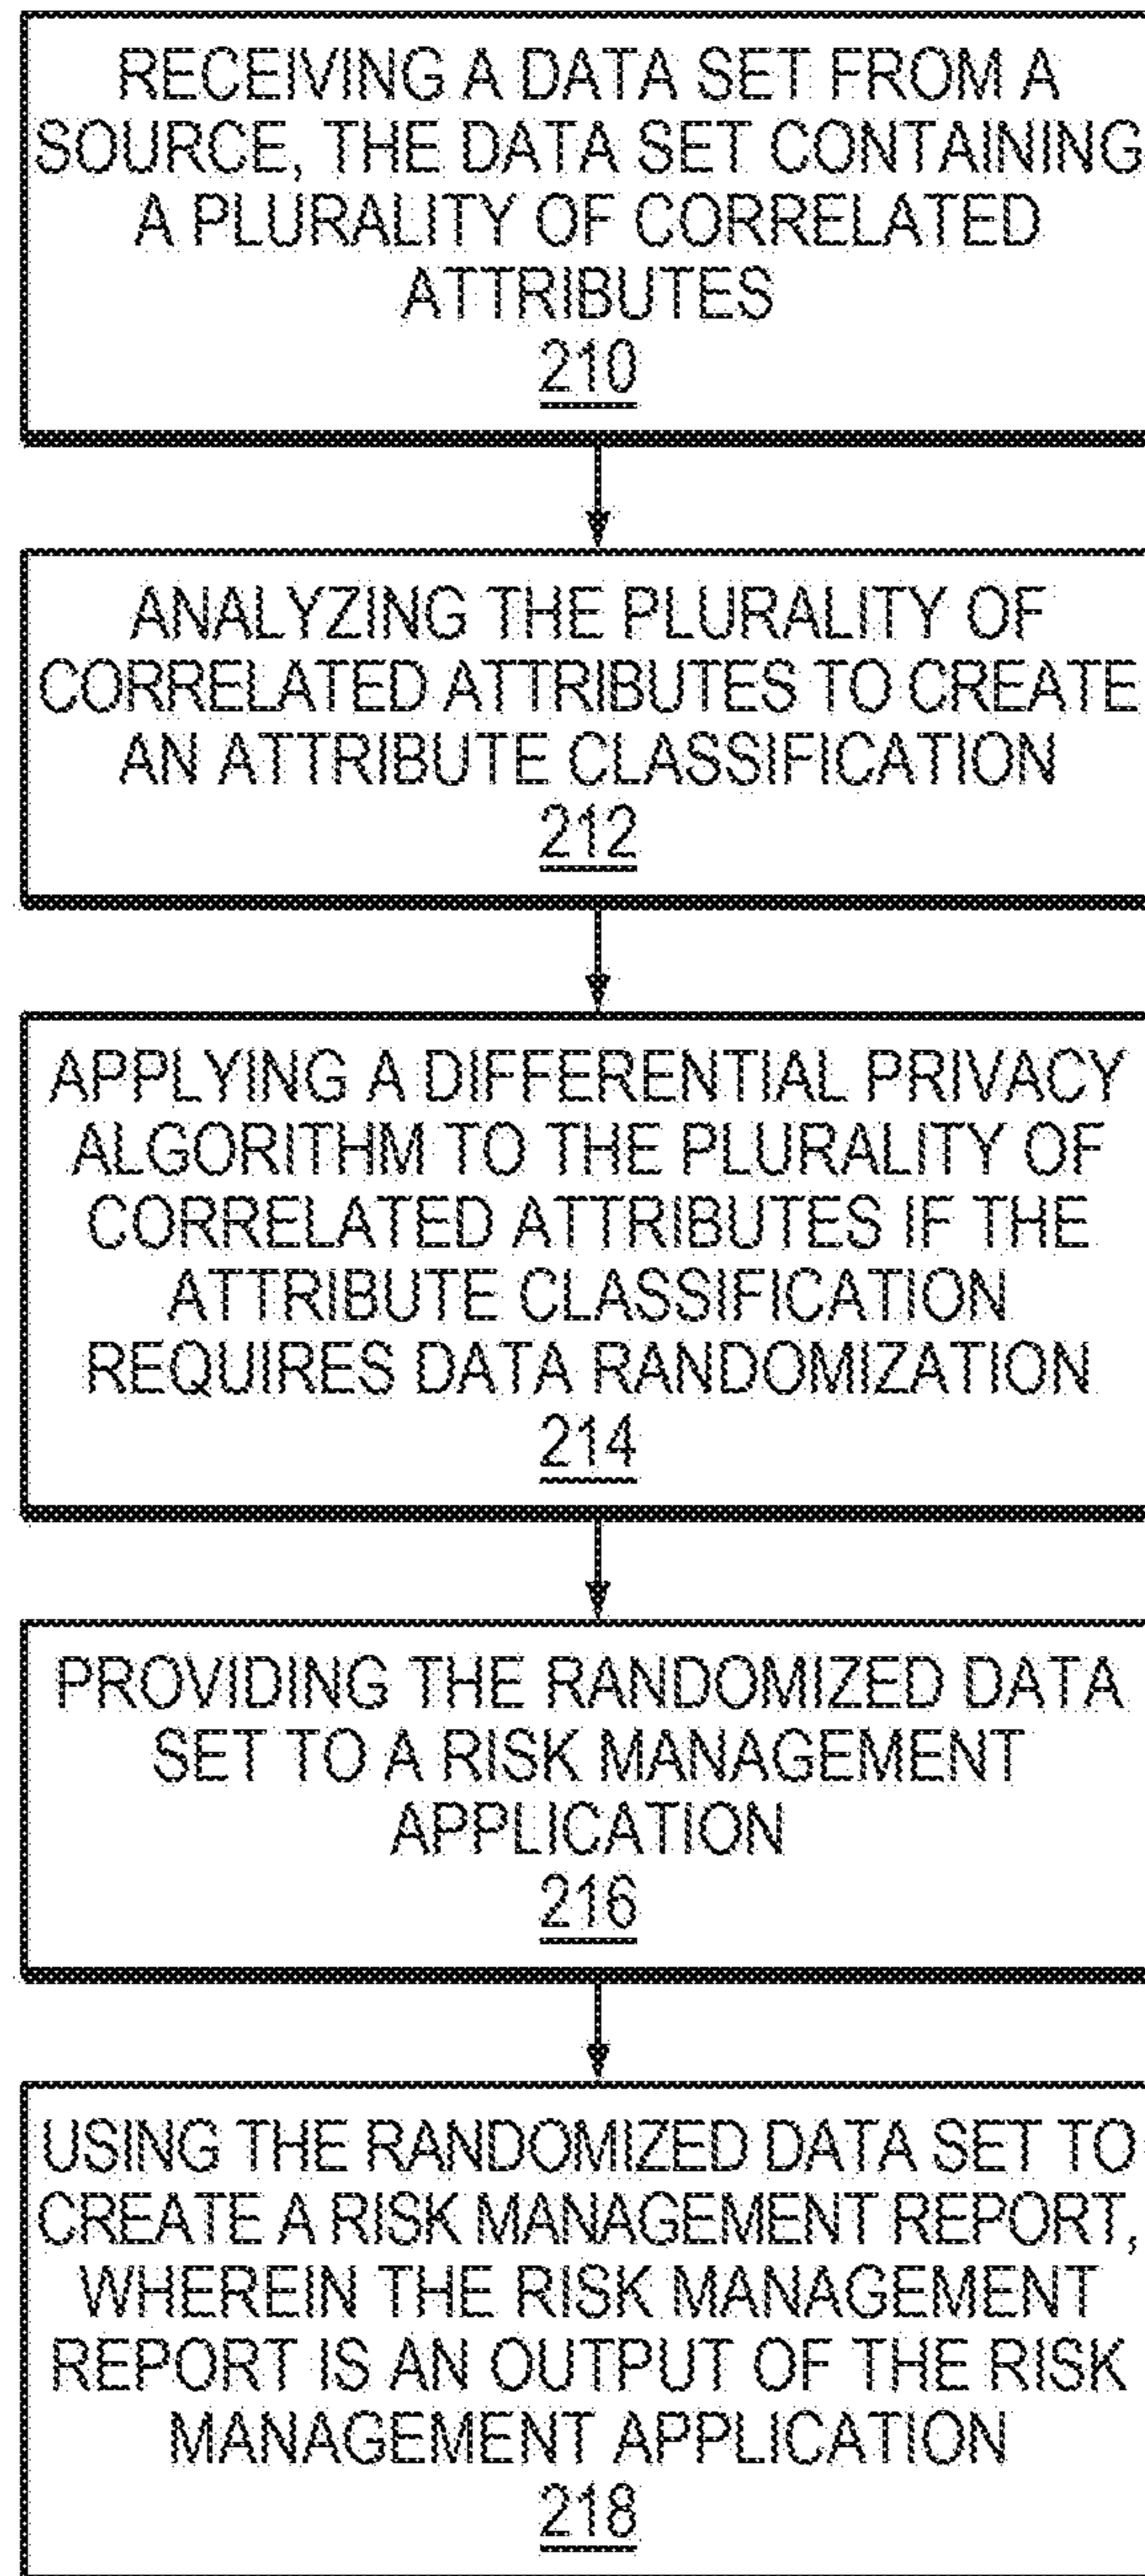 RECEIVING A DATA SET FROM A
SOURCE, THE DATA SET CONTAINING
A PLURALITY OF CORRELATED
ATTRIBUTES
210
ANALYZING THE PLURALITY OF
CORRELATED ATTRIBUTES TO CREATE
AN ATTRIBUTE CLASSIFICATION
212
APPLYING A DIFFERENTIAL PRIVACY
ALGORITHM TO THE PLURALITY OF
CORRELATED ATTRIBUTES IF THE
ATTRIBUTE CLASSIFICATION
REQUIRES DATA RANDOMIZATION
214
PROVIDING THE RANDOMIZED DATA
SET TO A RISK MANAGEMENT
APPLICATION
216
USING THE RANDOMIZED DATA SET TO
CREATE A RISK MANAGEMENT REPORT,
WHEREIN THE RISK MANAGEMENT
REPORT IS AN OUTPUT OF THE RISK
MANAGEMENT APPLICATION
218